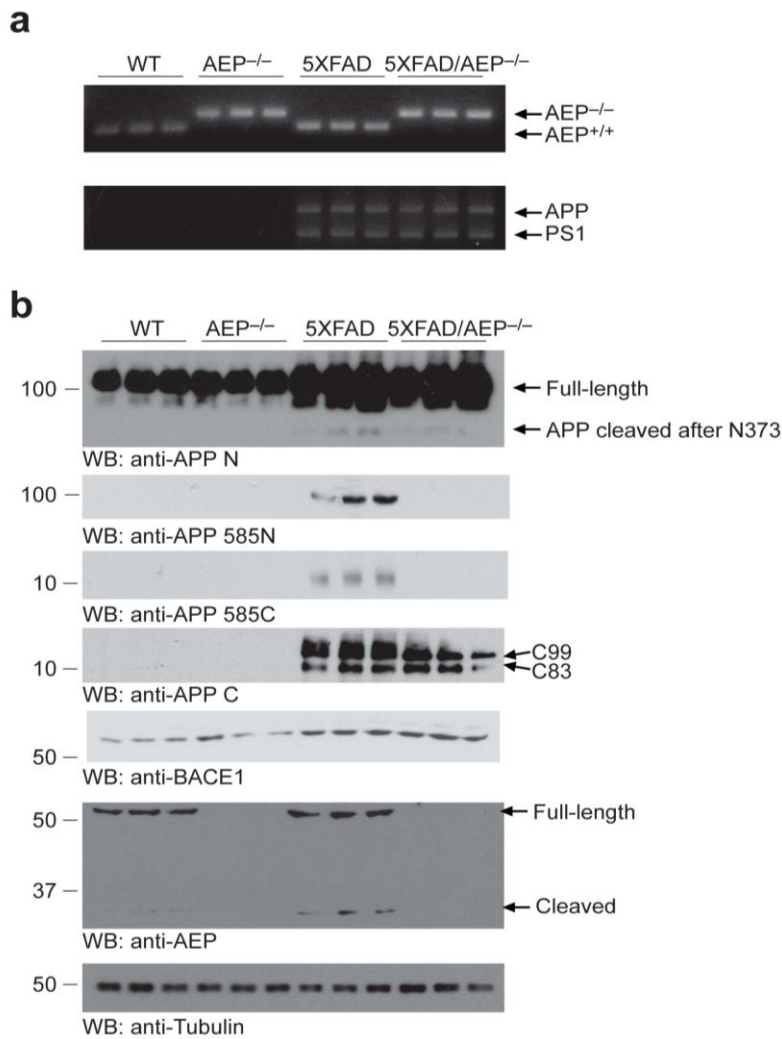 a
WT AEP–/– 5XFAD 5XFAD/AEP–/–
AEP–/–
AEP+/+
APP
PS1
b
WT AEP–/– 5XFAD 5XFAD/AEP–/–
100
Full-length
APP cleaved after N373
WB: anti-APP N
100
WB: anti-APP 585N
10
WB: anti-APP 585C
C99
10
C83
WB: anti-APP C
50
WB: anti-BACE1
50
Full-length
37
Cleaved
WB: anti-AEP
50
WB: anti-Tubulin